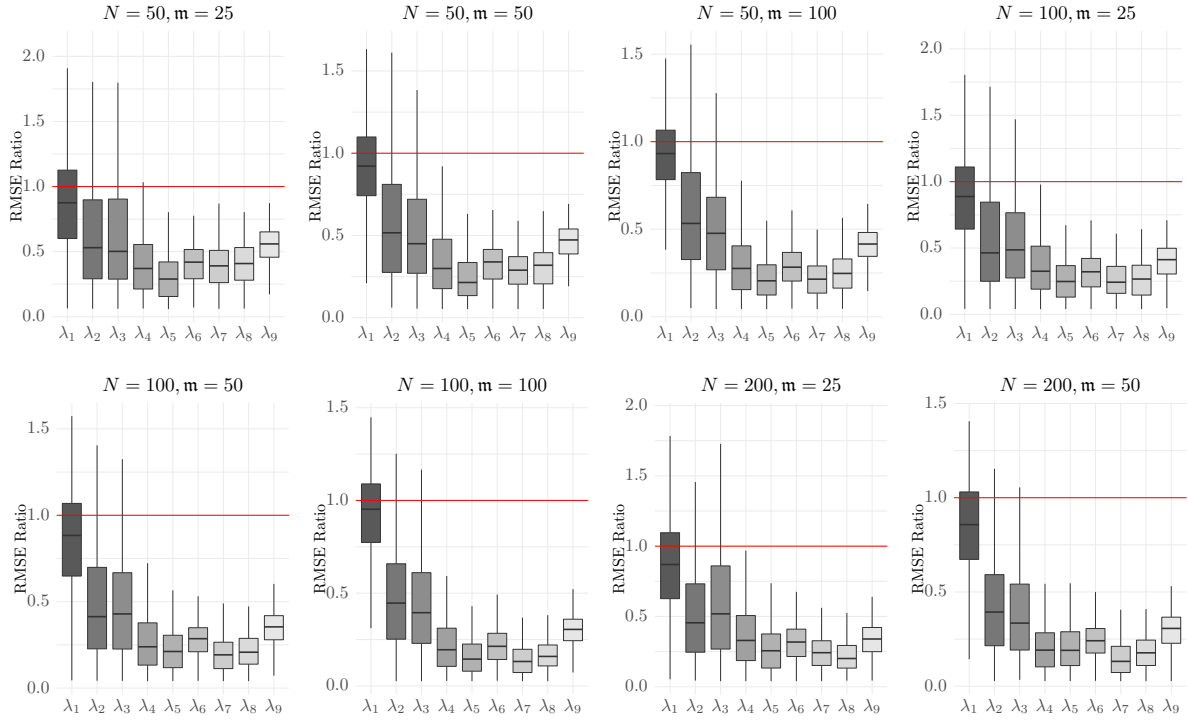 N = 50, 𝔪 = 25
RMSE Ratio
2.0
1.5
1.0
0.5
0.0
λ₁ λ₂ λ₃ λ₄ λ₅ λ₆ λ₇ λ₈ λ₉
N = 50, 𝔪 = 50
RMSE Ratio
1.5
1.0
0.5
0.0
λ₁ λ₂ λ₃ λ₄ λ₅ λ₆ λ₇ λ₈ λ₉
N = 50, 𝔪 = 100
RMSE Ratio
1.5
1.0
0.5
0.0
λ₁ λ₂ λ₃ λ₄ λ₅ λ₆ λ₇ λ₈ λ₉
N = 100, 𝔪 = 25
RMSE Ratio
2.0
1.5
1.0
0.5
0.0
λ₁ λ₂ λ₃ λ₄ λ₅ λ₆ λ₇ λ₈ λ₉
N = 100, 𝔪 = 50
RMSE Ratio
1.5
1.0
0.5
0.0
λ₁ λ₂ λ₃ λ₄ λ₅ λ₆ λ₇ λ₈ λ₉
N = 100, 𝔪 = 100
RMSE Ratio
1.5
1.0
0.5
0.0
λ₁ λ₂ λ₃ λ₄ λ₅ λ₆ λ₇ λ₈ λ₉
N = 200, 𝔪 = 25
RMSE Ratio
2.0
1.5
1.0
0.5
0.0
λ₁ λ₂ λ₃ λ₄ λ₅ λ₆ λ₇ λ₈ λ₉
N = 200, 𝔪 = 50
RMSE Ratio
1.5
1.0
0.5
0.0
λ₁ λ₂ λ₃ λ₄ λ₅ λ₆ λ₇ λ₈ λ₉